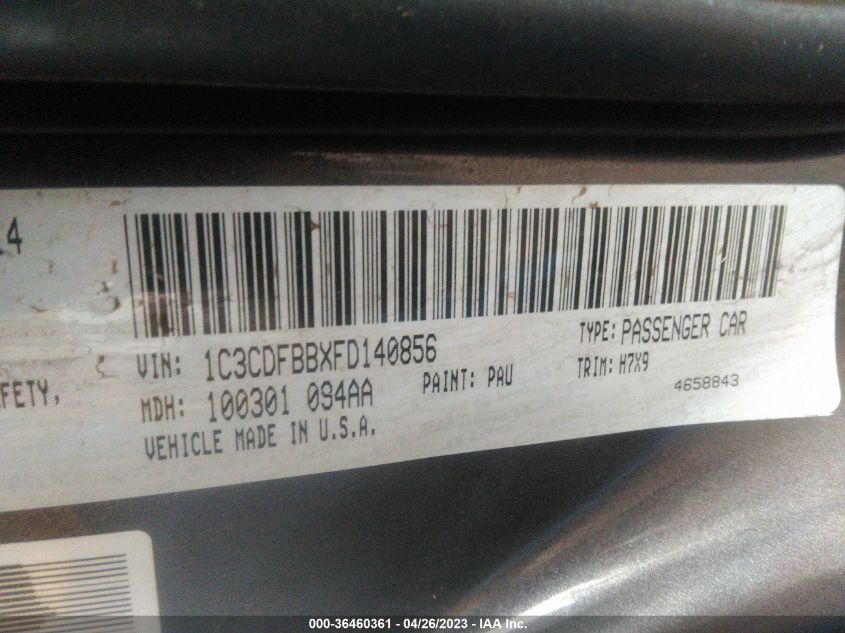 .4
VIN: 1C3CDFBBXFD140856
TYPE: PASSENGER CAR
FETY,
MDH: 100301 094AA
PAINT: PAU
TRIM: H7X9
4658843
VEHICLE MADE IN U.S.A.
000-36460361 - 04/26/2023 - IAA Inc.